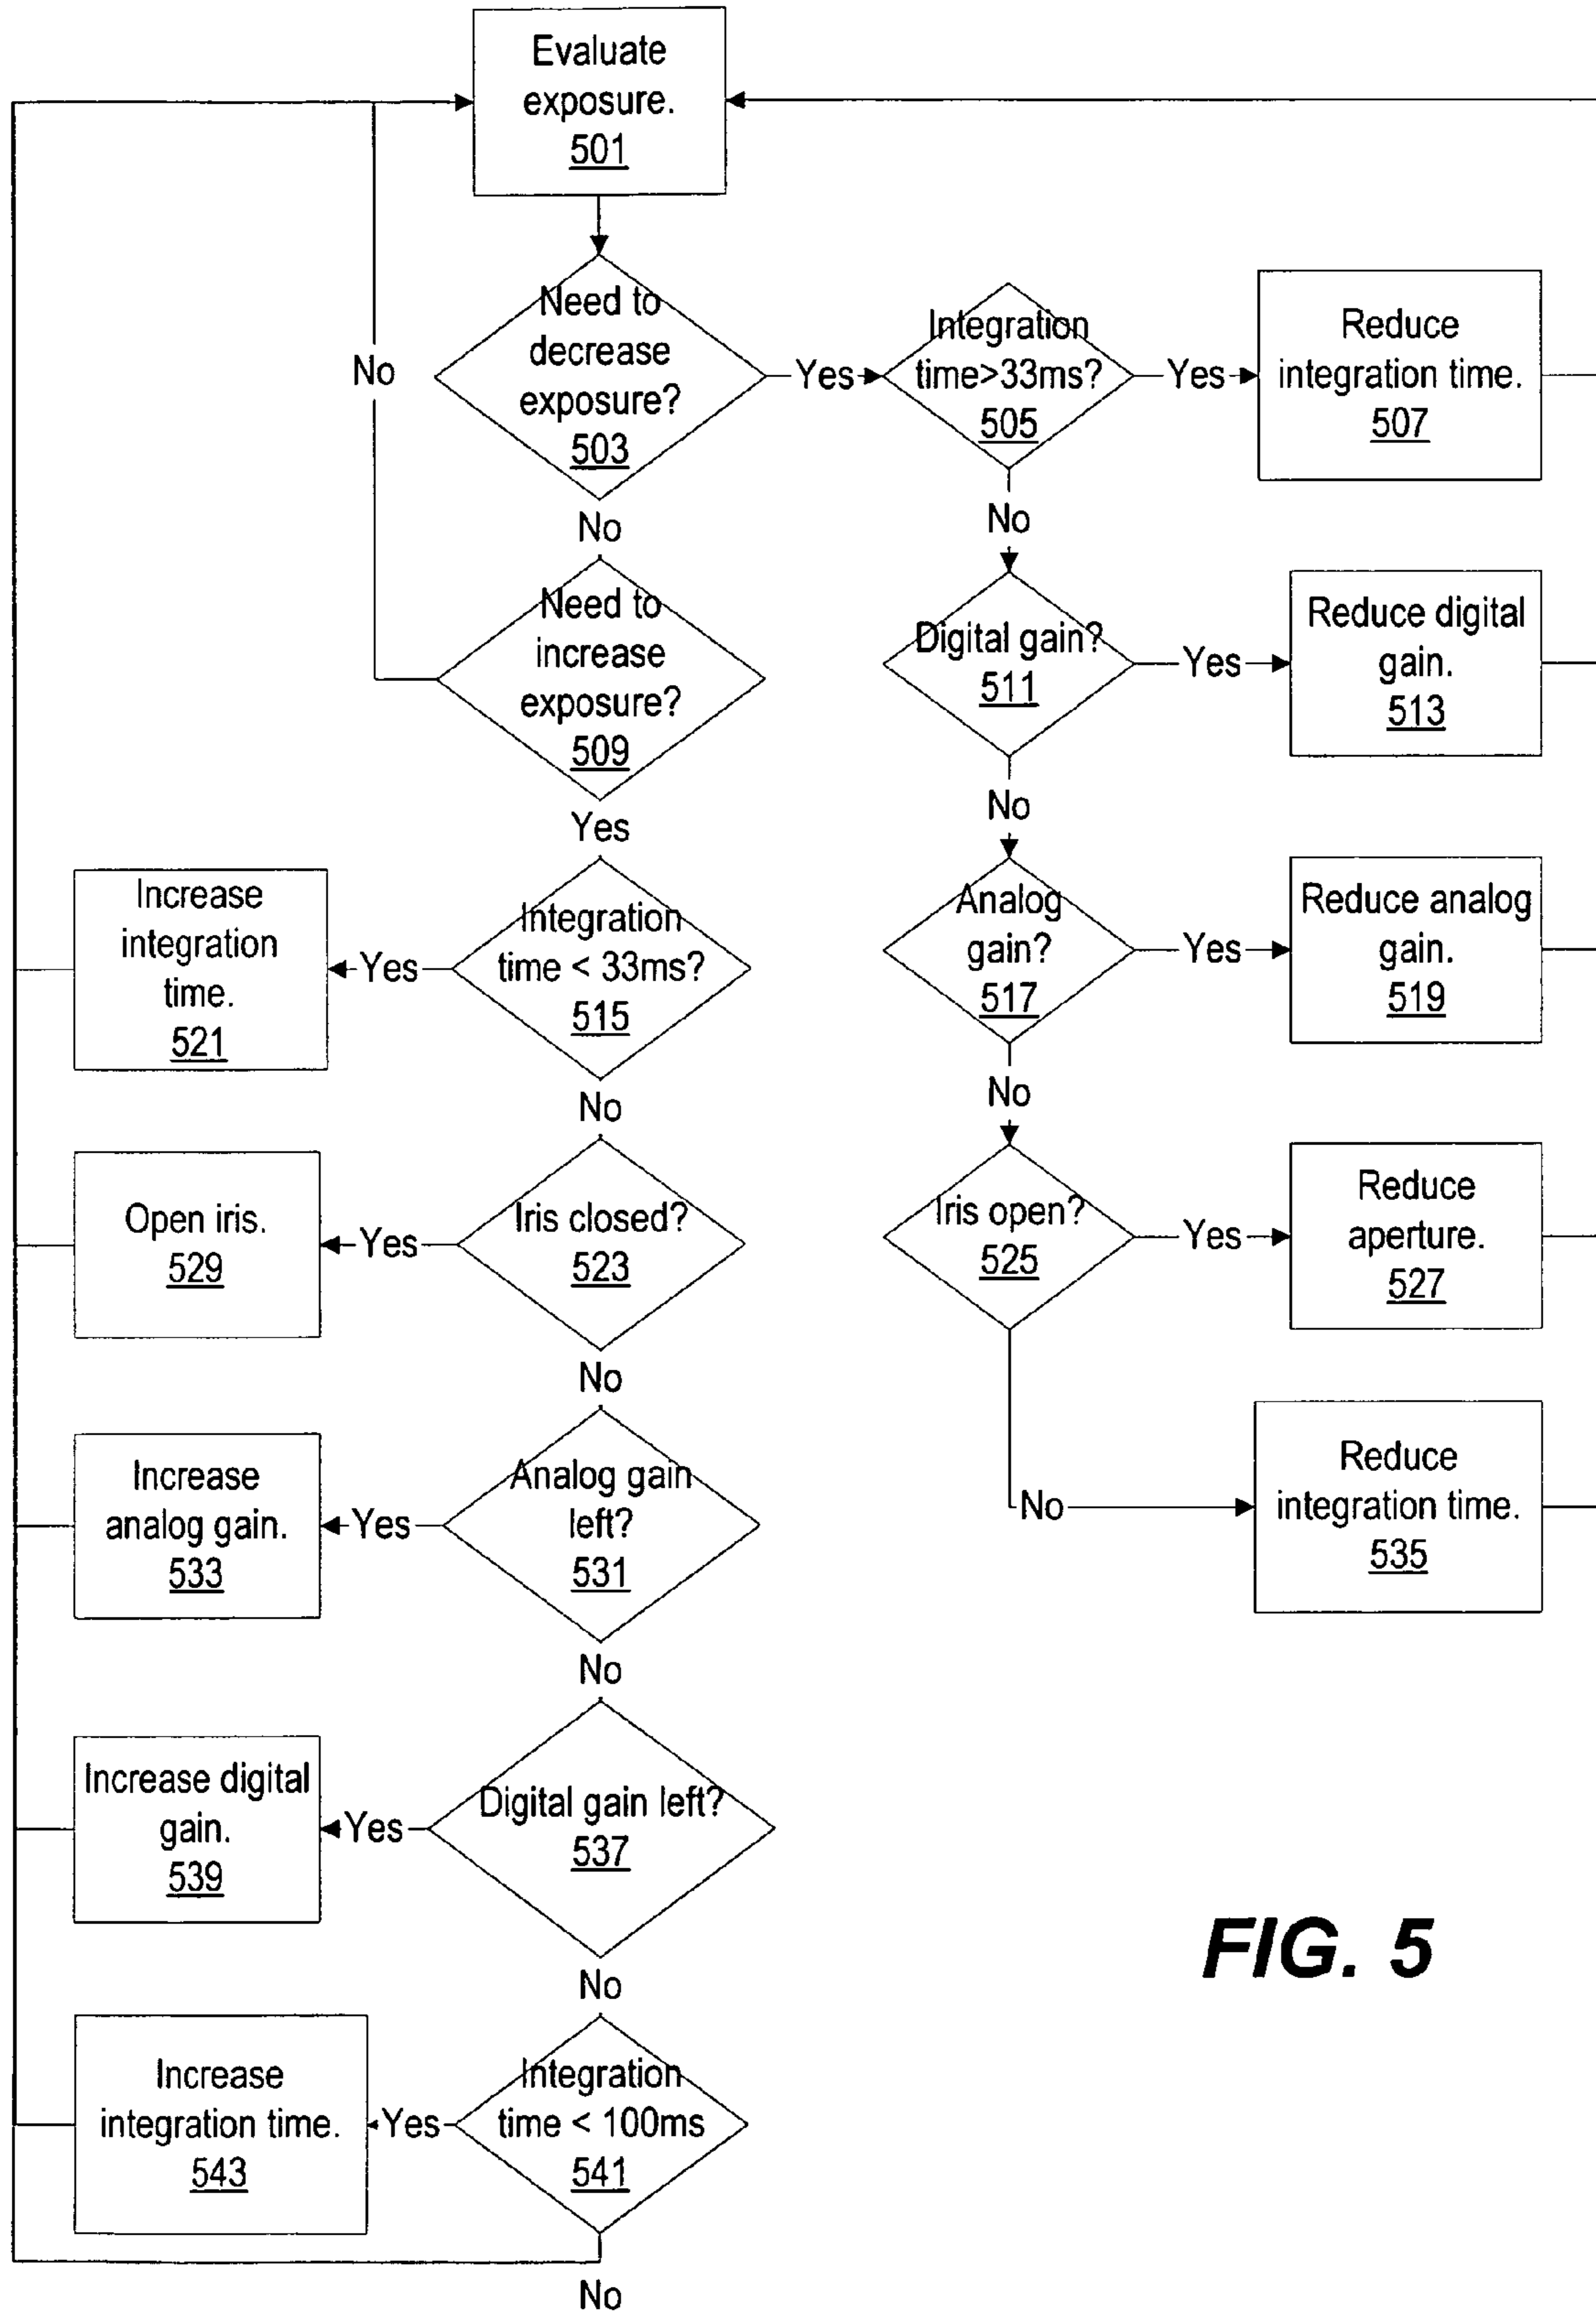 Evaluate
exposure.
501
Need to
decrease
exposure?
503
Yes
Integration
time>33ms?
505
Yes
Reduce
integration time.
507
No
No
No
Need to
increase
exposure?
509
Digital gain?
511
Yes
Reduce digital
gain.
513
Yes
No
Increase
integration
time.
521
Yes
Integration
time < 33ms?
515
Analog
gain?
517
Yes
Reduce analog
gain.
519
No
No
Open iris.
529
Yes
Iris closed?
523
Iris open?
525
Yes
Reduce
aperture.
527
No
Increase
analog gain.
533
Yes
Analog gain
left?
531
No
Reduce
integration time.
535
No
Increase digital
gain.
539
Yes
Digital gain left?
537
FIG. 5
No
Increase
integration time.
543
Yes
Integration
time < 100ms
541
No